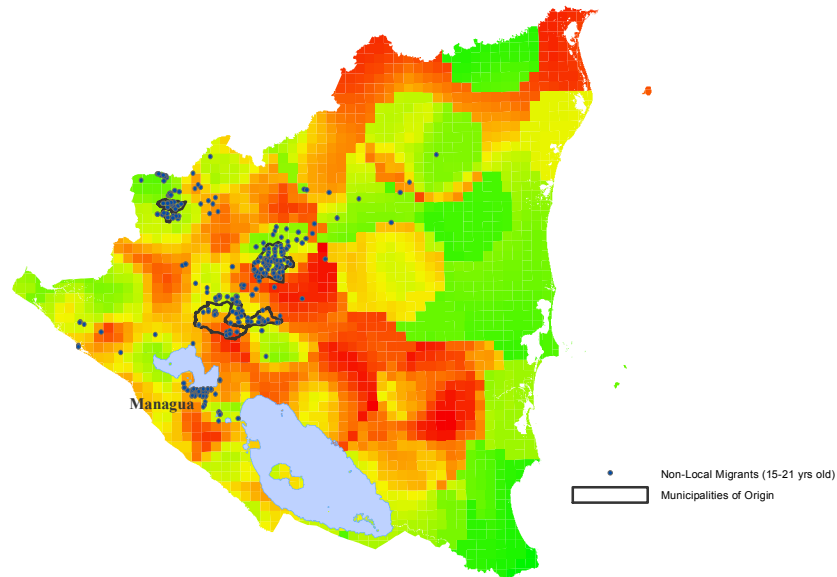 Managua
Non-Local Migrants (15-21 yrs old)
Municipalities of Origin